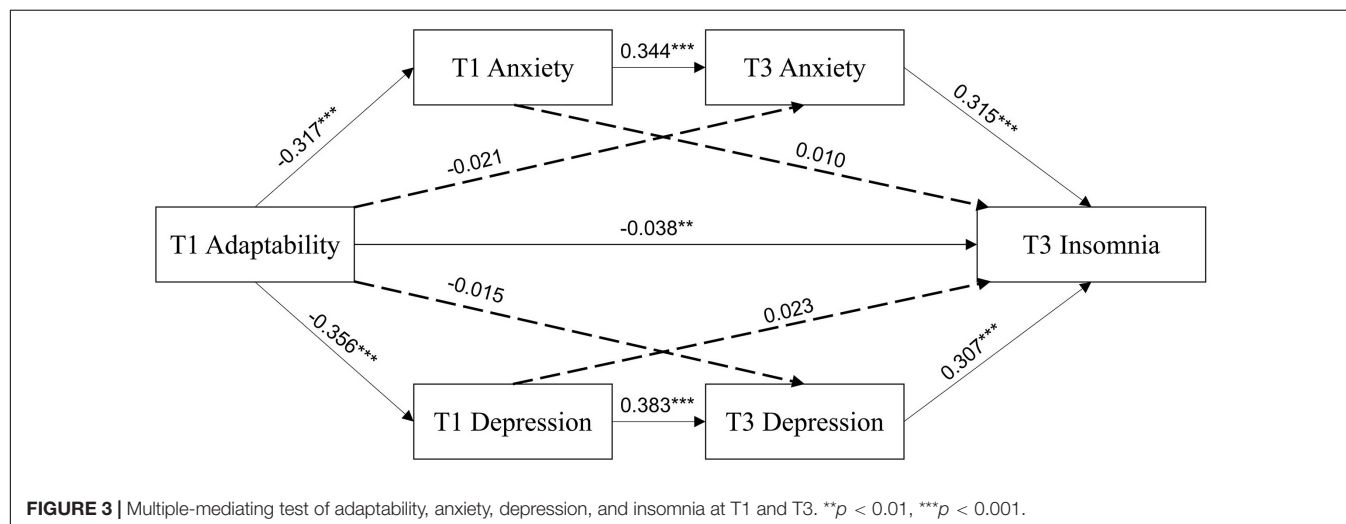 T1 Anxiety
0.344***
T3 Anxiety
-0.317***
0.315***
-0.021
0.010
T1 Adaptability
-0.038**
T3 Insomnia
-0.015
0.023
-0.356***
0.307***
T1 Depression
0.383***
T3 Depression
FIGURE 3 | Multiple-mediating test of adaptability, anxiety, depression, and insomnia at T1 and T3. **p < 0.01, ***p < 0.001.